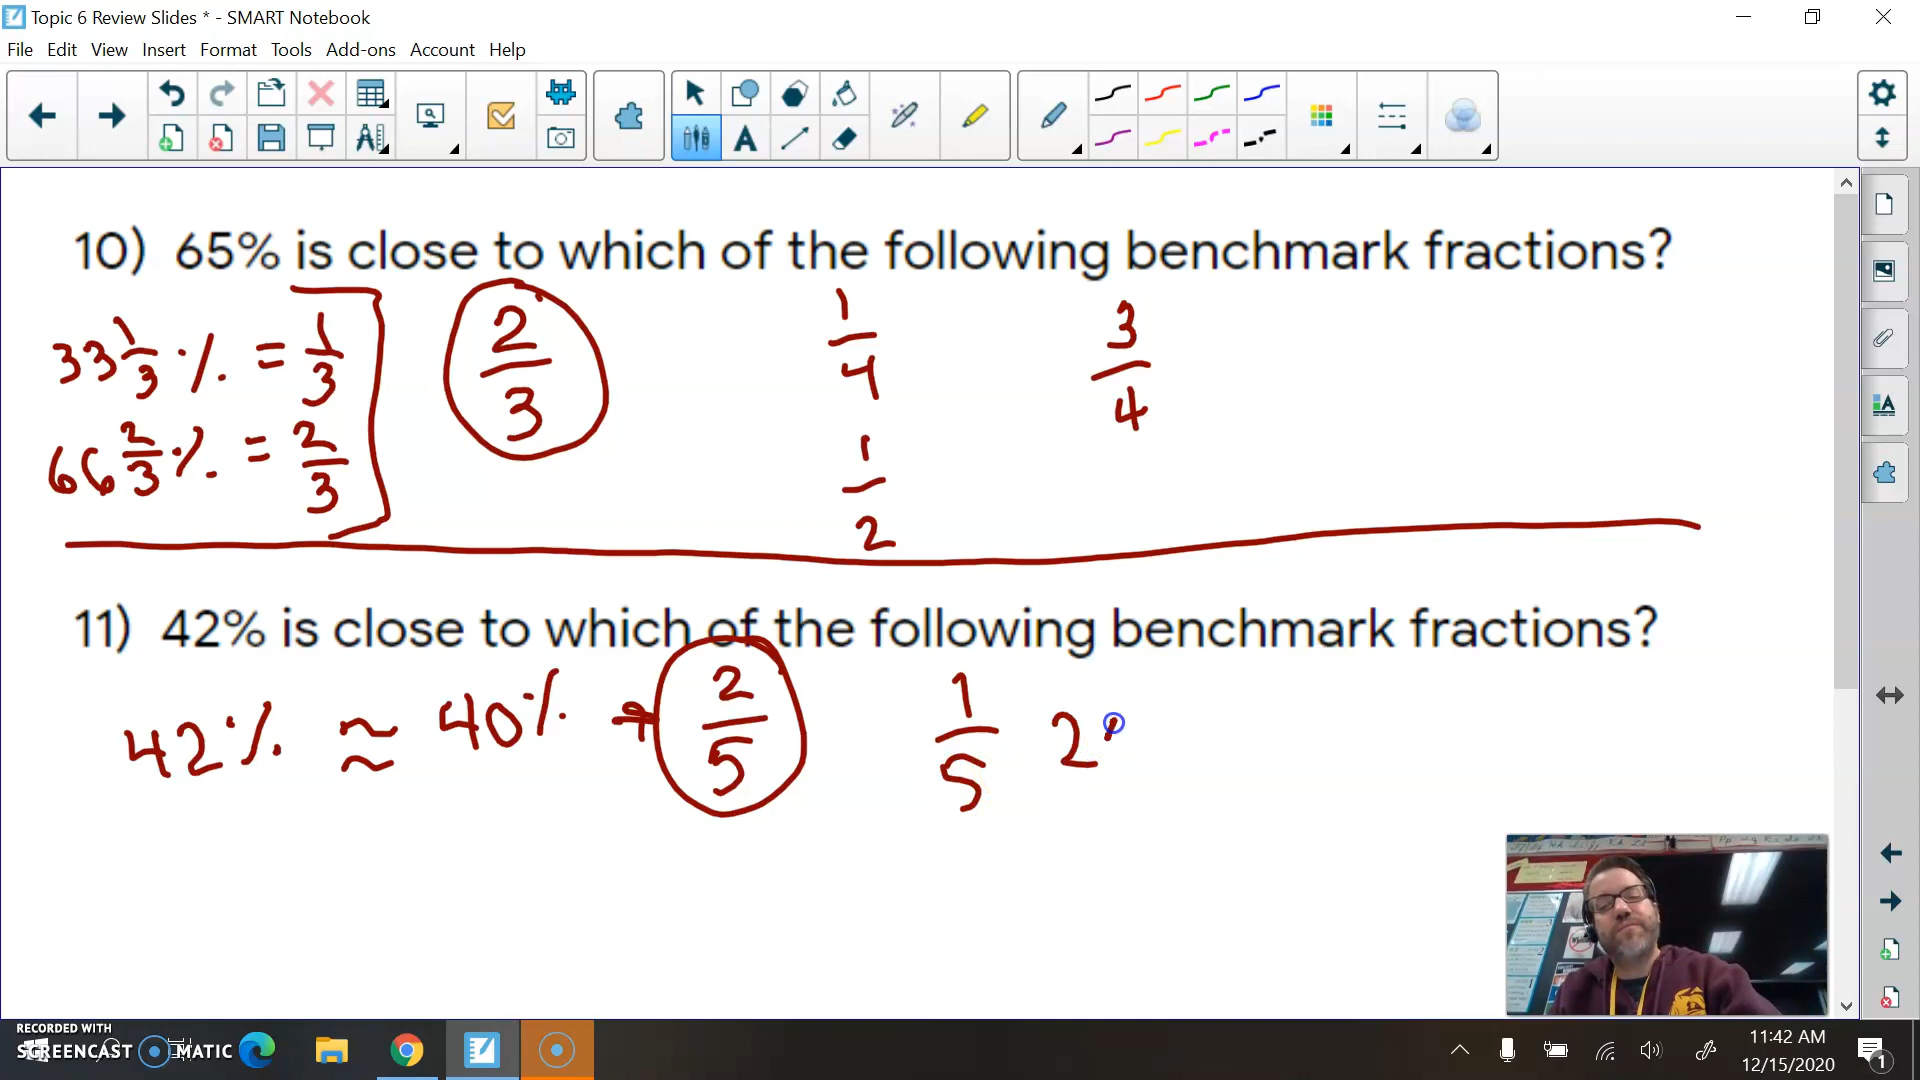 Topic 6 Review Slides * - SMART Notebook
File Edit View Insert Format Tools Add-ons Account Help
10) 65% is close to which of the following benchmark fractions?
33 1/3 % = 1/3
66 2/3 % = 2/3
2/3
1/4
3/4
1/2
11) 42% is close to which of the following benchmark fractions?
42% ≈ 40% → 2/5 1/5 2
RECORDED WITH
SCREENCAST MATIC
11:42 AM
12/15/2020
1